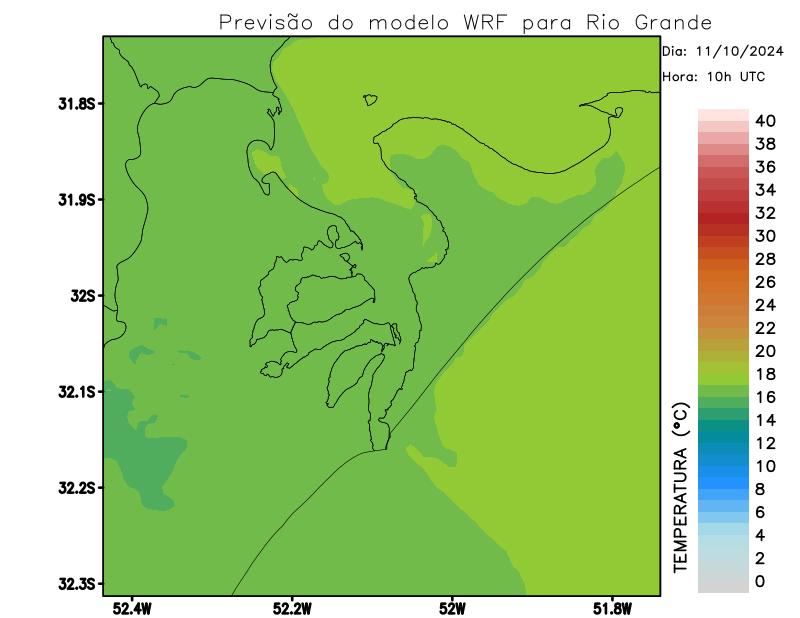 Previsão do modelo WRF para Rio Grande
Dia: 11/10/2024
Hora: 10h UTC
31.8S
31.9S
32S
32.1S
32.2S
32.3S
52.4W
52.2W
52W
51.8W
TEMPERATURA (°C)
40
38
36
34
32
30
28
26
24
22
20
18
16
14
12
10
8
6
4
2
0